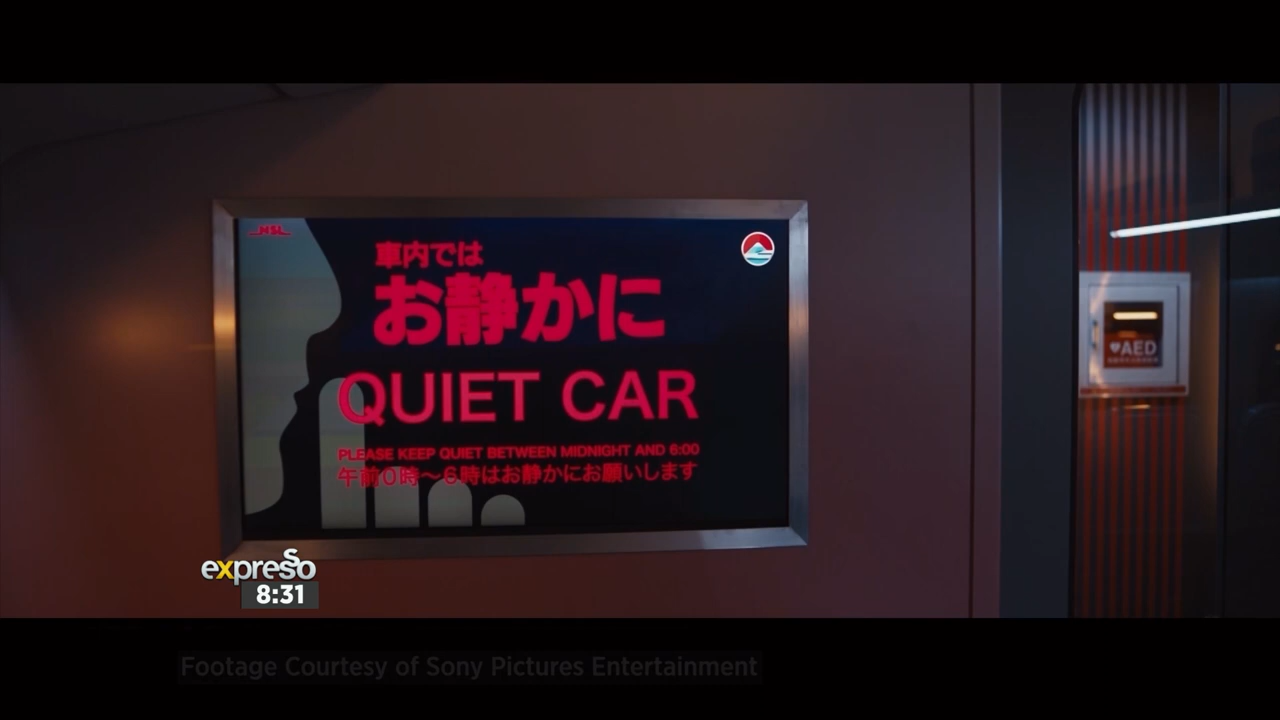 NSL
車内では
お静かに
QUIET CAR
PLEASE KEEP QUIET BETWEEN MIDNIGHT AND 6:00
午前0時〜6時はお静かにお願いします
AED
expresso
8:31
Footage Courtesy of Sony Pictures Entertainment